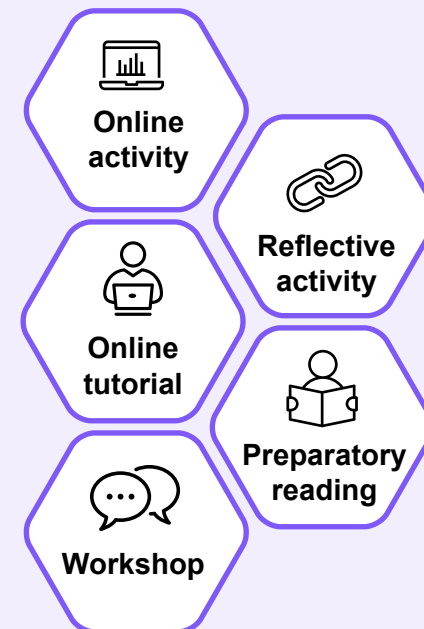 Online
activity
Reflective
activity
Online
tutorial
Preparatory
reading
Workshop